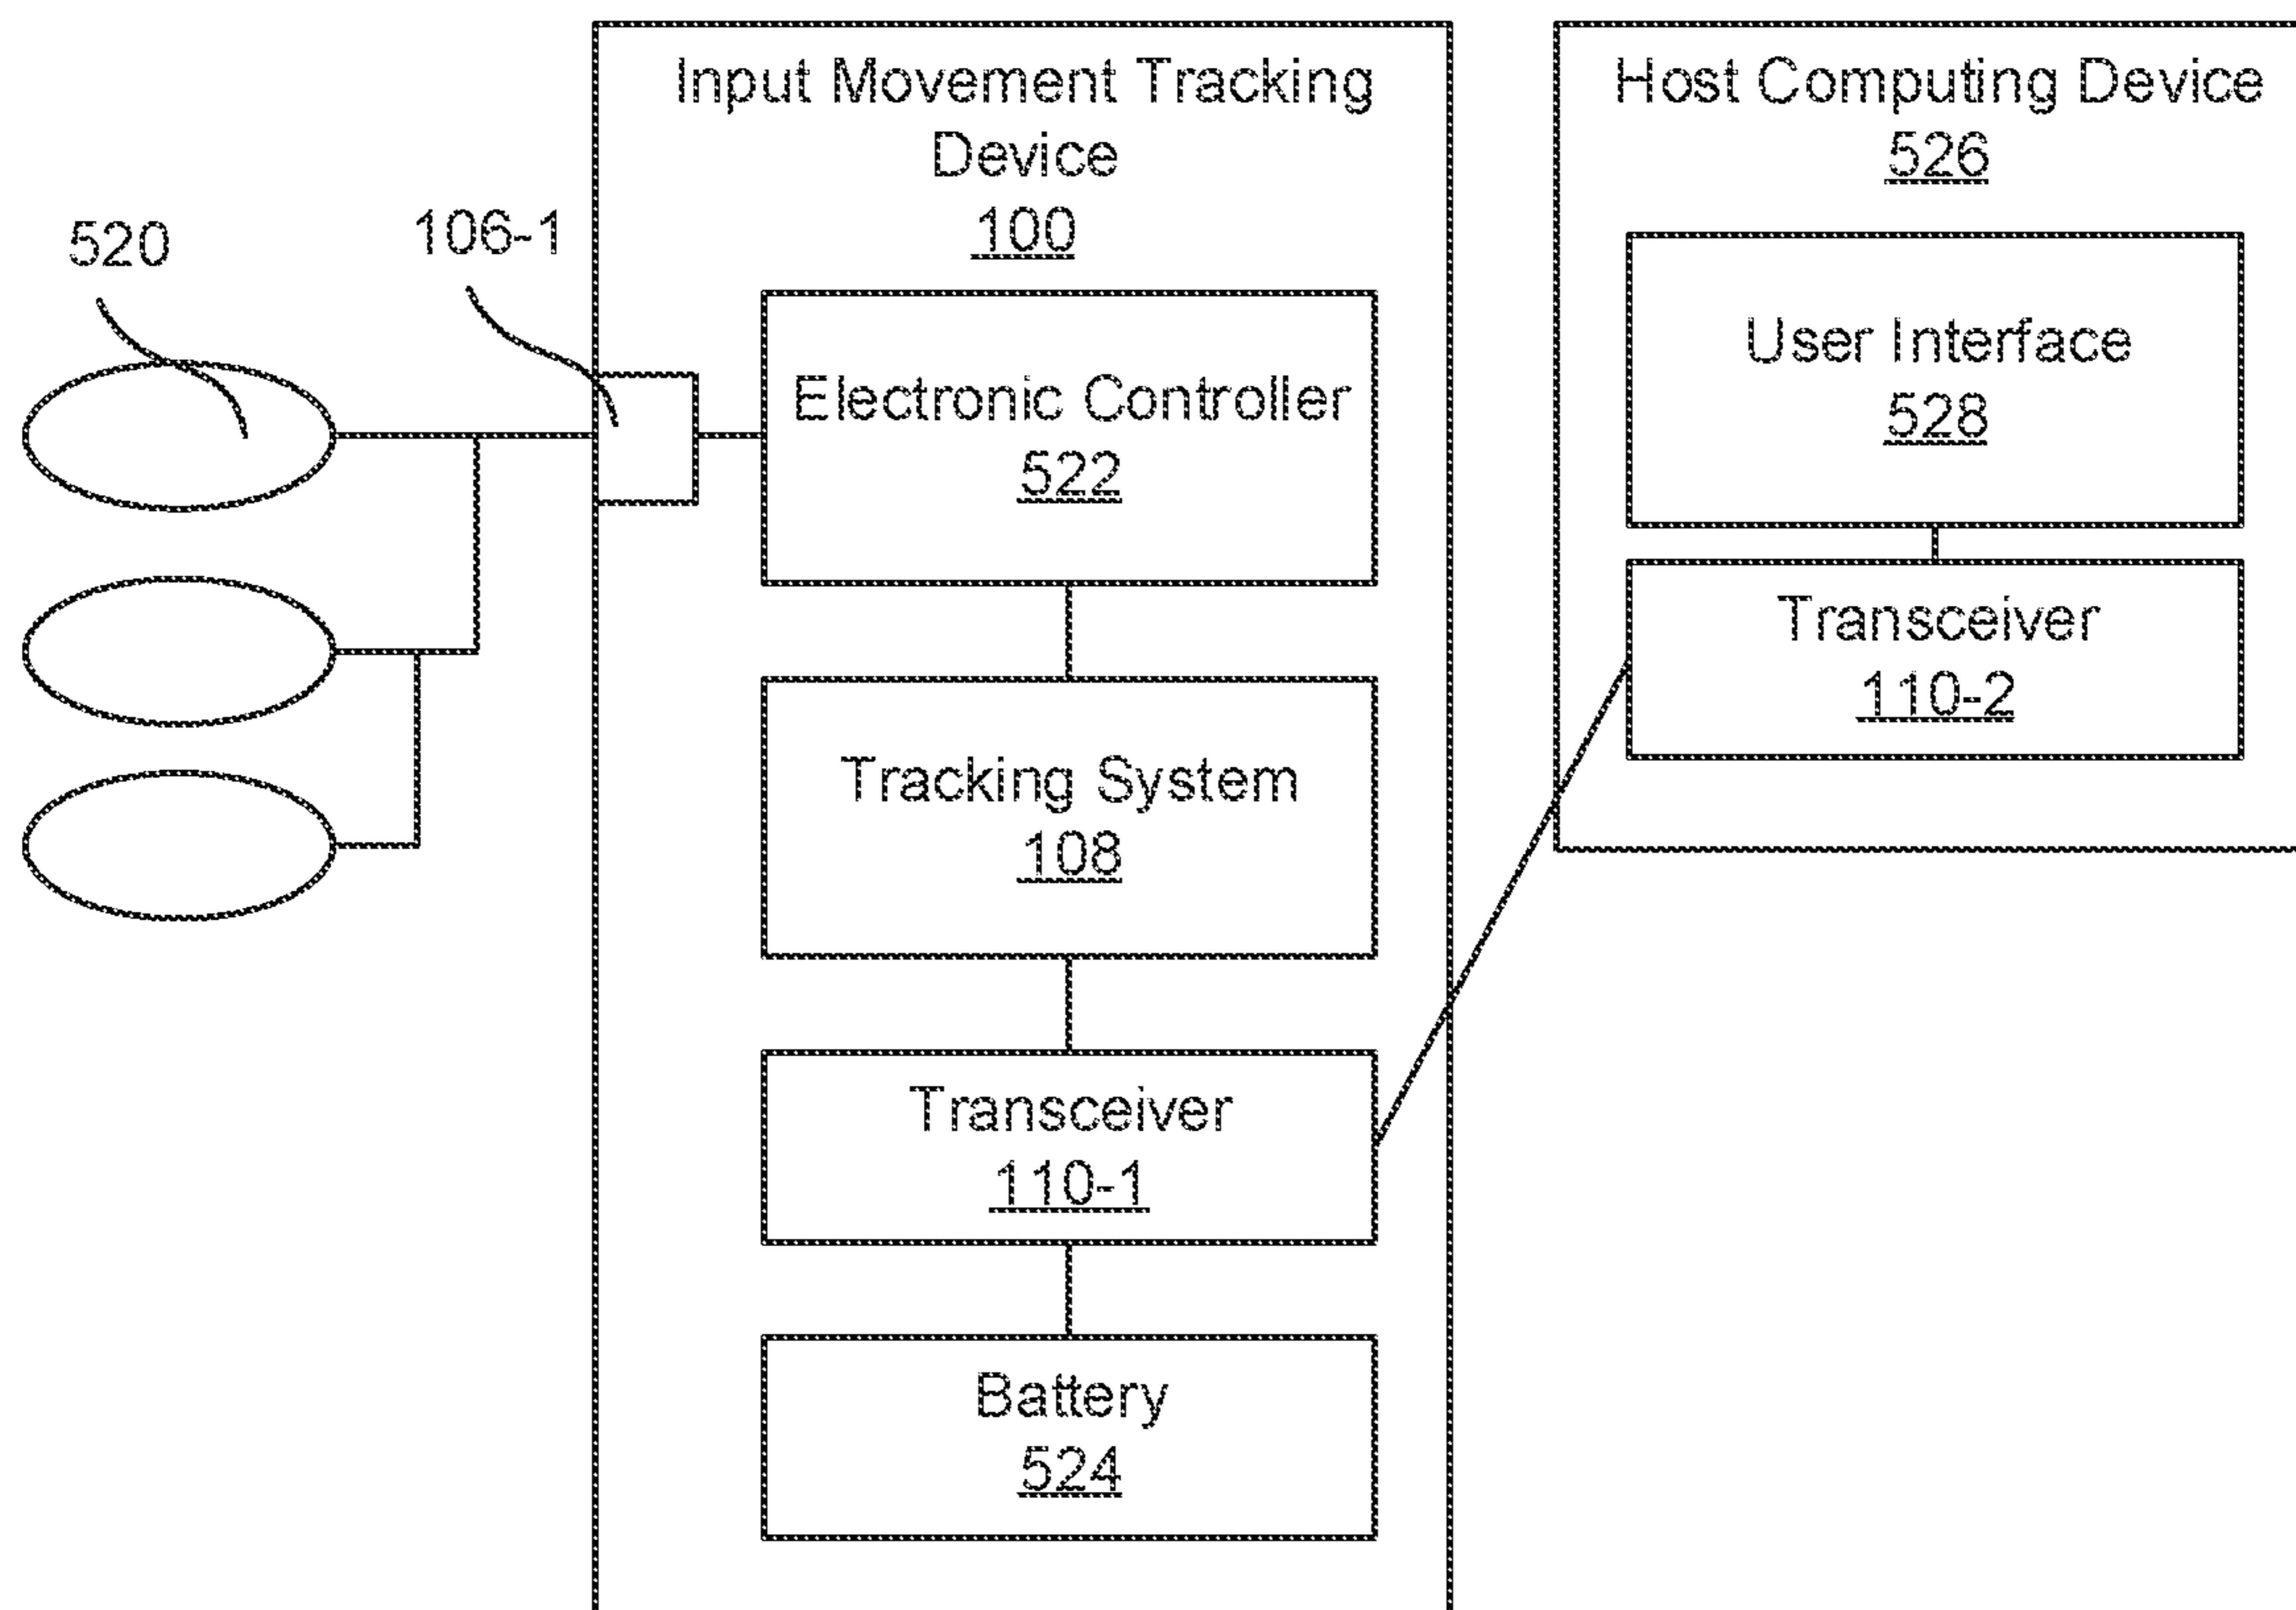 Input Movement Tracking
Device
100
520
106-1
Electronic Controller
522
Tracking System
108
Transceiver
110-1
Battery
524
Host Computing Device
526
User Interface
528
Transceiver
110-2